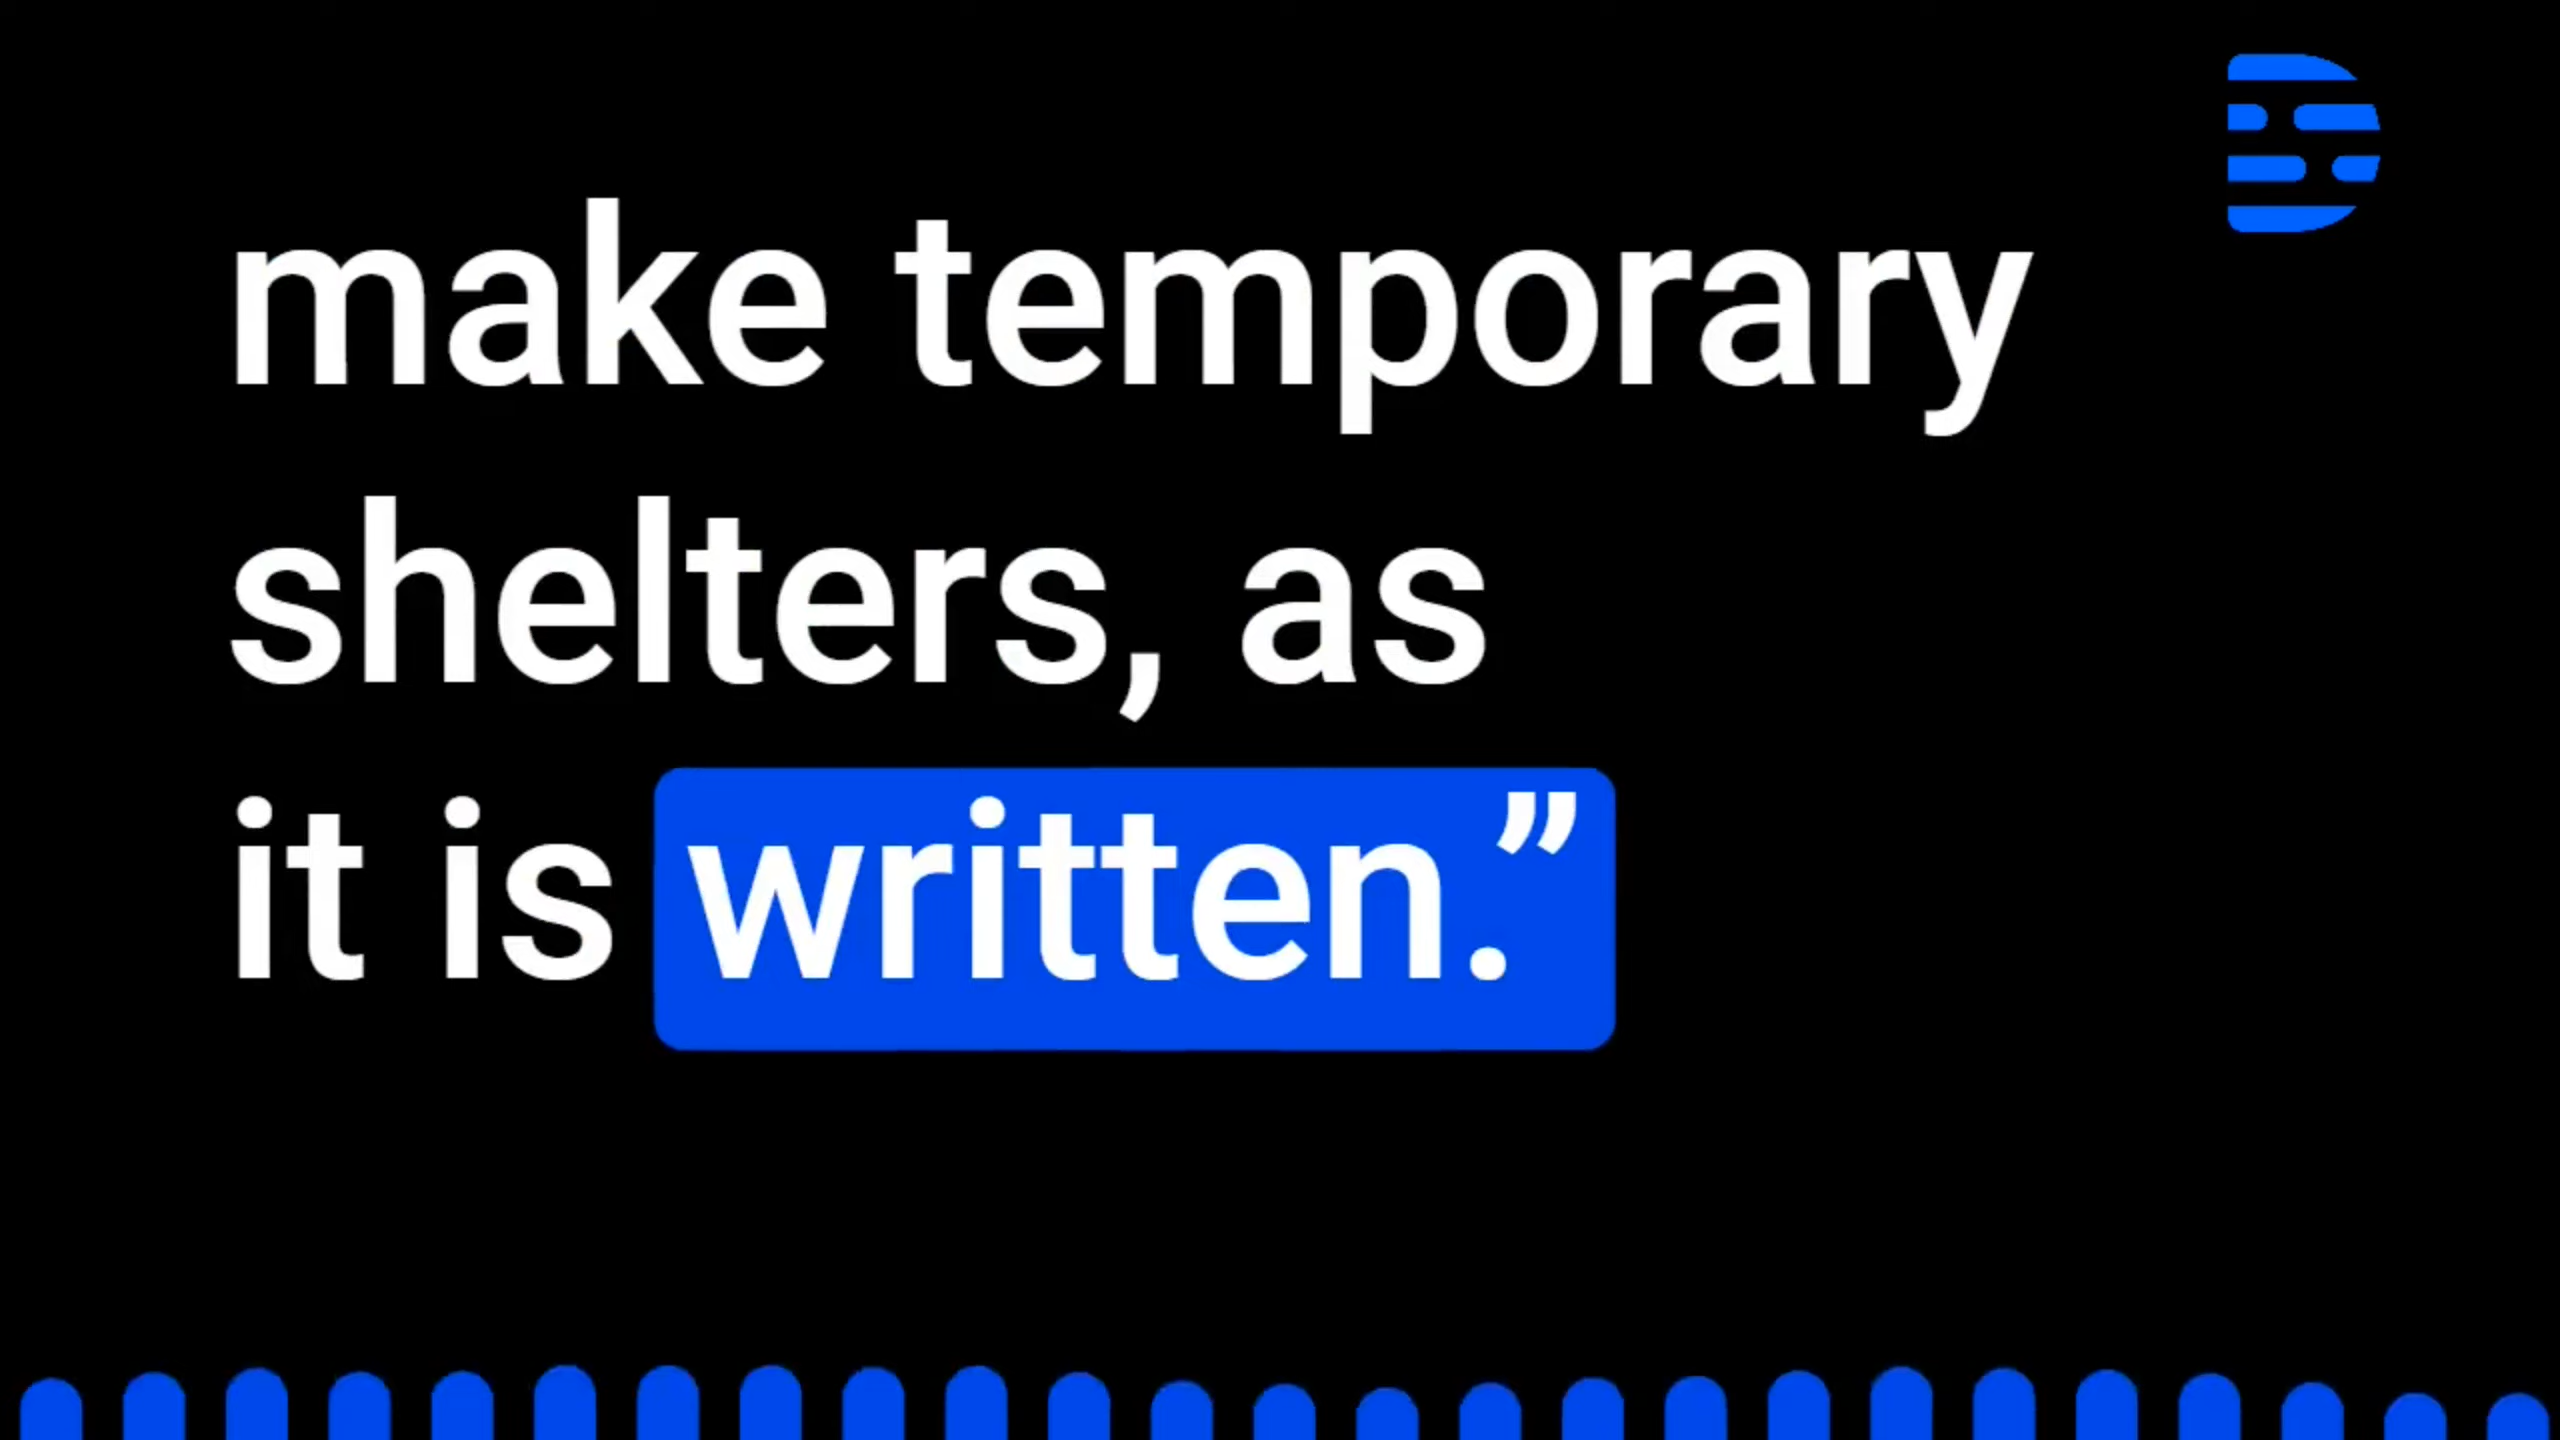 make temporary
shelters, as
it is written.”